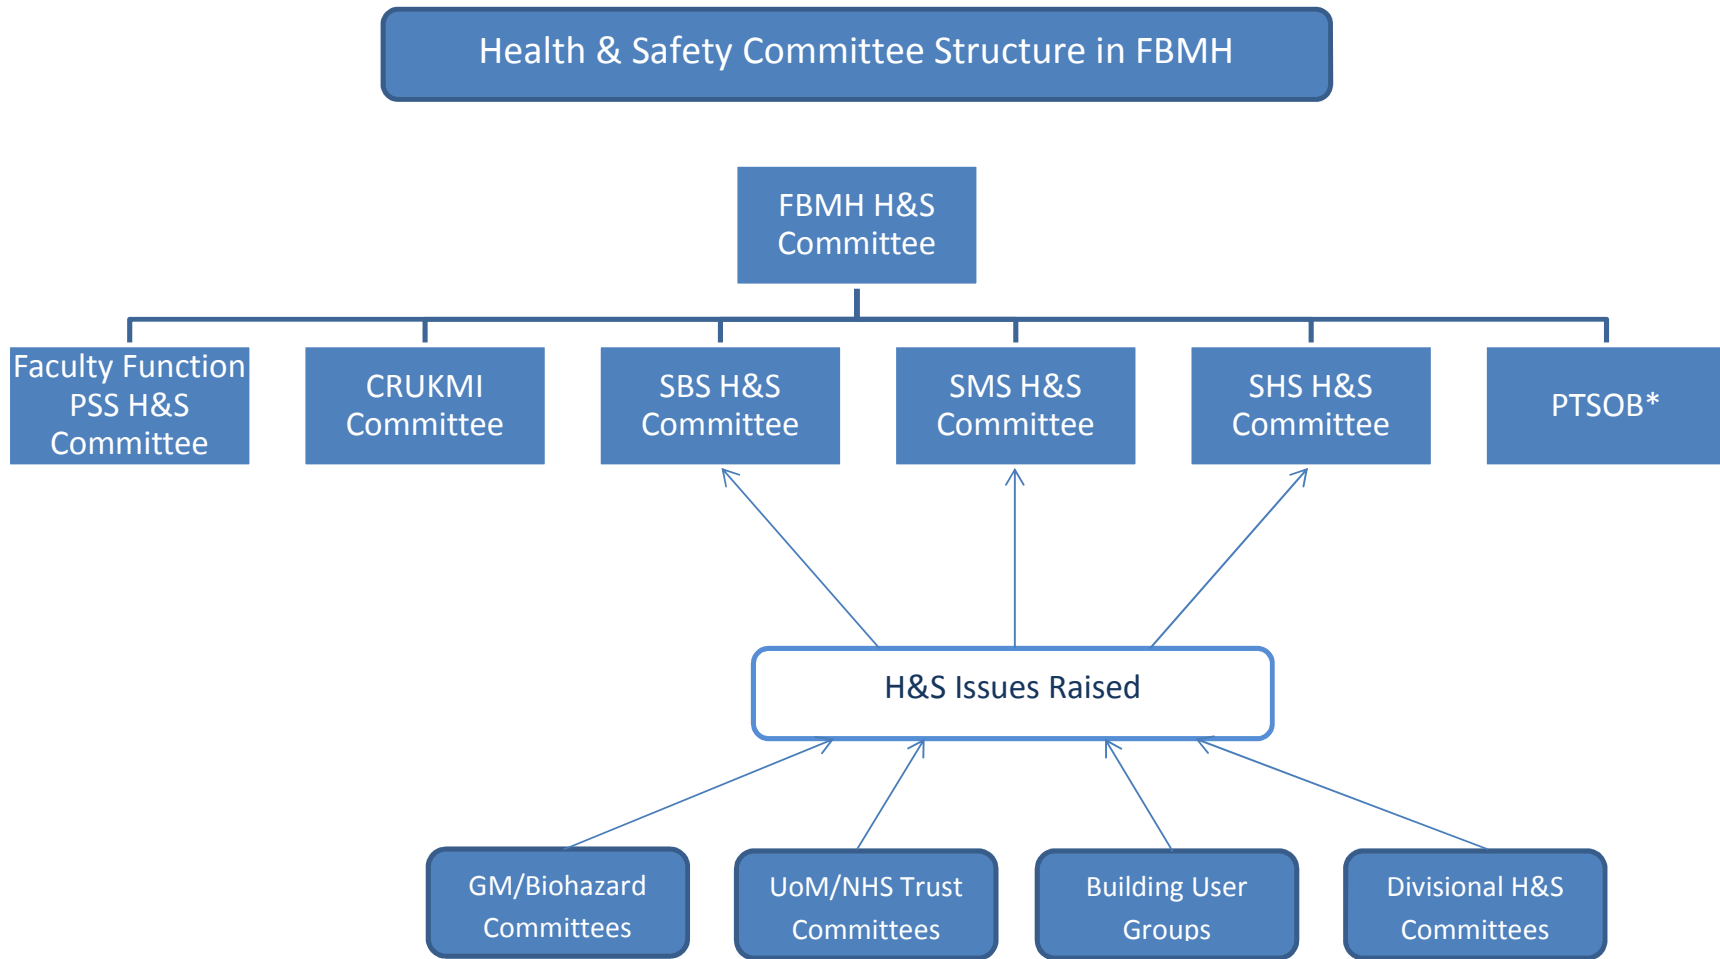 Health & Safety Committee Structure in FBMH
FBMH H&S
Committee
Faculty Function
PSS H&S
Committee
CRUKMI
Committee
SBS H&S
Committee
SMS H&S
Committee
SHS H&S
Committee
PTSOB*
H&S Issues Raised
GM/Biohazard
Committees
UoM/NHS Trust
Committees
Building User
Groups
Divisional H&S
Committees